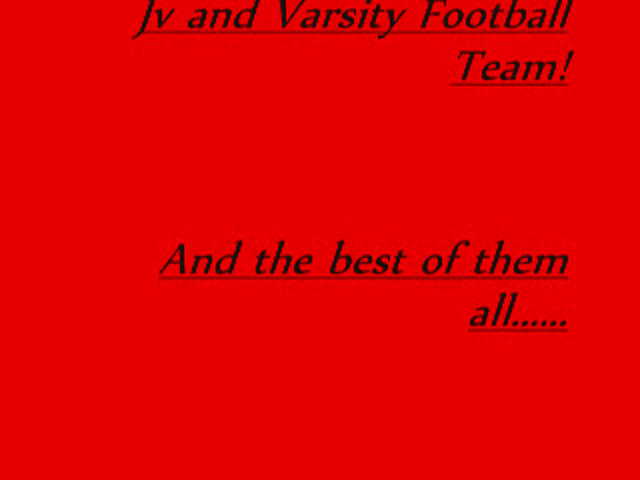 Jv and Varsity Football
Team!
And the best of them
all......